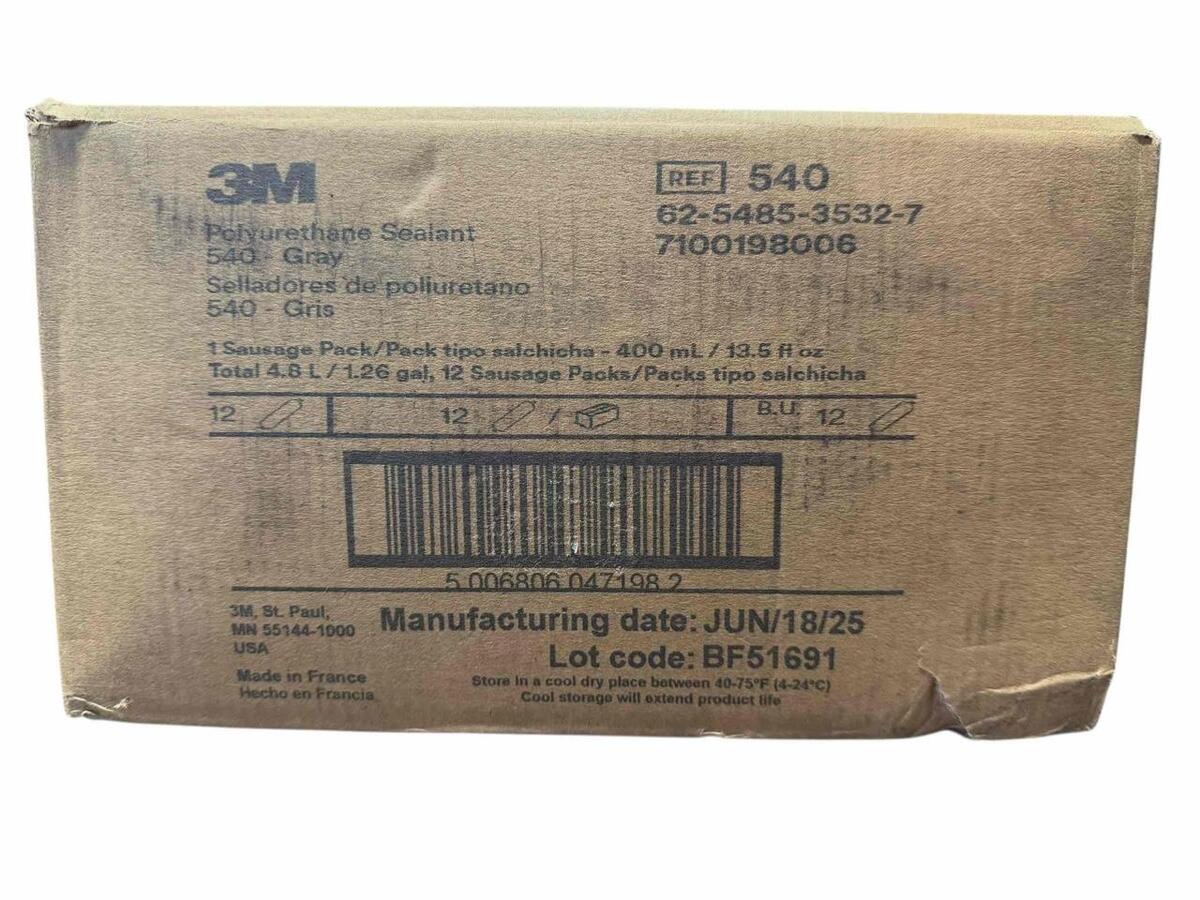 3M
Polyurethane Sealant
540 - Gray
Selladores de poliuretano
540 - Gris
REF 540
62-5485-3532-7
7100198006
1 Sausage Pack/Pack tipo salchicha - 400 mL / 13.5 fl oz
Total 4.8 L / 1.26 gal, 12 Sausage Packs/Packs tipo salchicha
12 12 / B.U. 12
5 006806 047198 2
3M, St. Paul,
MN 55144-1000
USA
Made in France
Hecho en Francia
Manufacturing date: JUN/18/25
Lot code: BF51691
Store in a cool dry place between 40-75°F (4-24°C)
Cool storage will extend product life